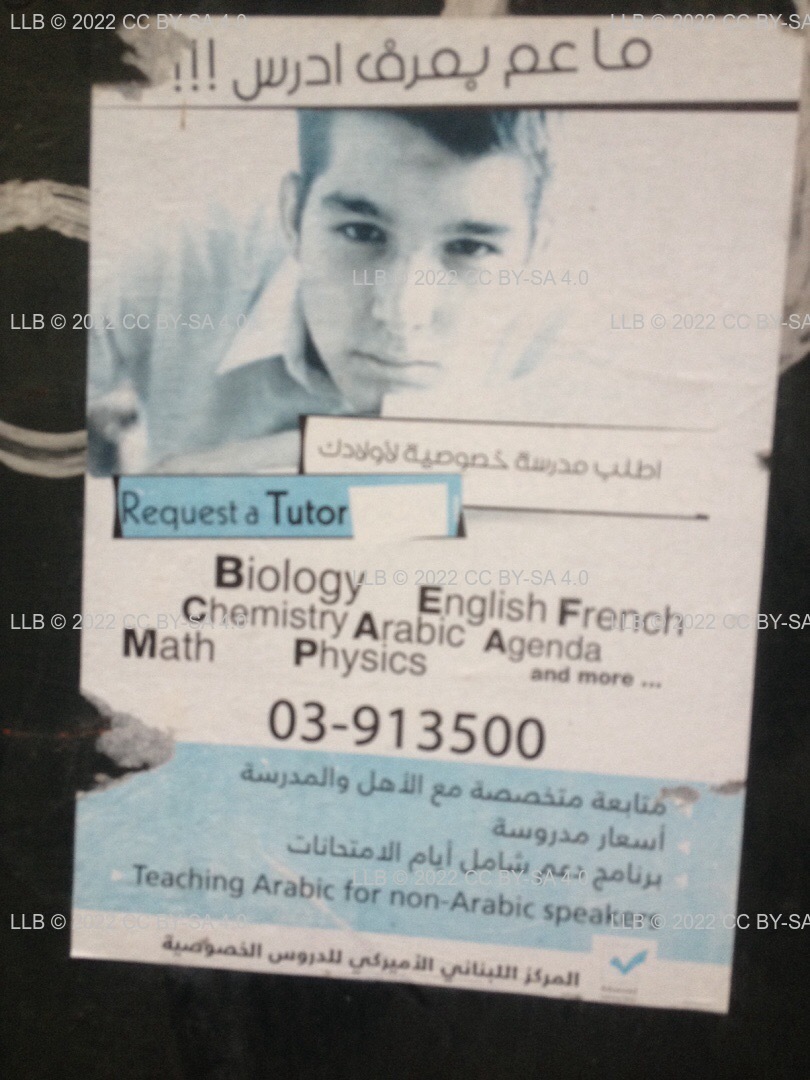 ما عم بعرف ادرس !!!
اطلب مدرسة خصوصية لأولادك
Request a Tutor
Biology
English French
Chemistry Arabic Agenda
Math Physics
and more ...
03-913500
متابعة متخصصة مع الأهل والمدرسة
أسعار مدروسة
برنامج دعم شامل أيام الامتحانات
Teaching Arabic for non-Arabic speakers
المركز اللبناني الأميركي للدروس الخصوصية
LLB © 2022 CC BY-SA 4.0